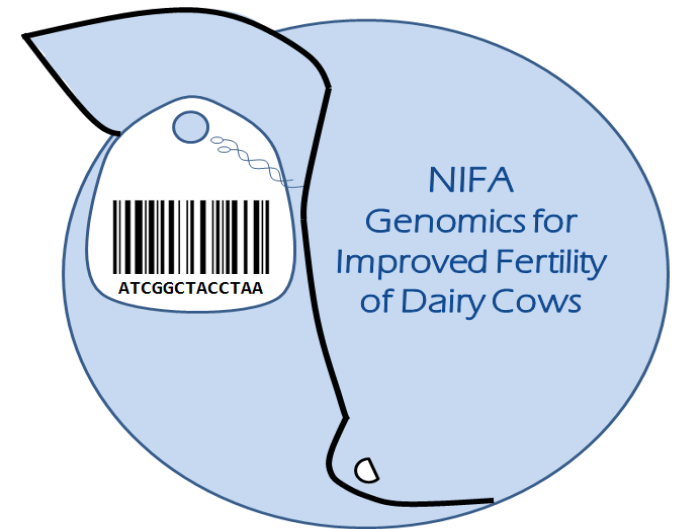 NIFA
Genomics for
Improved Fertility
of Dairy Cows
ATCGGCTACCTAA